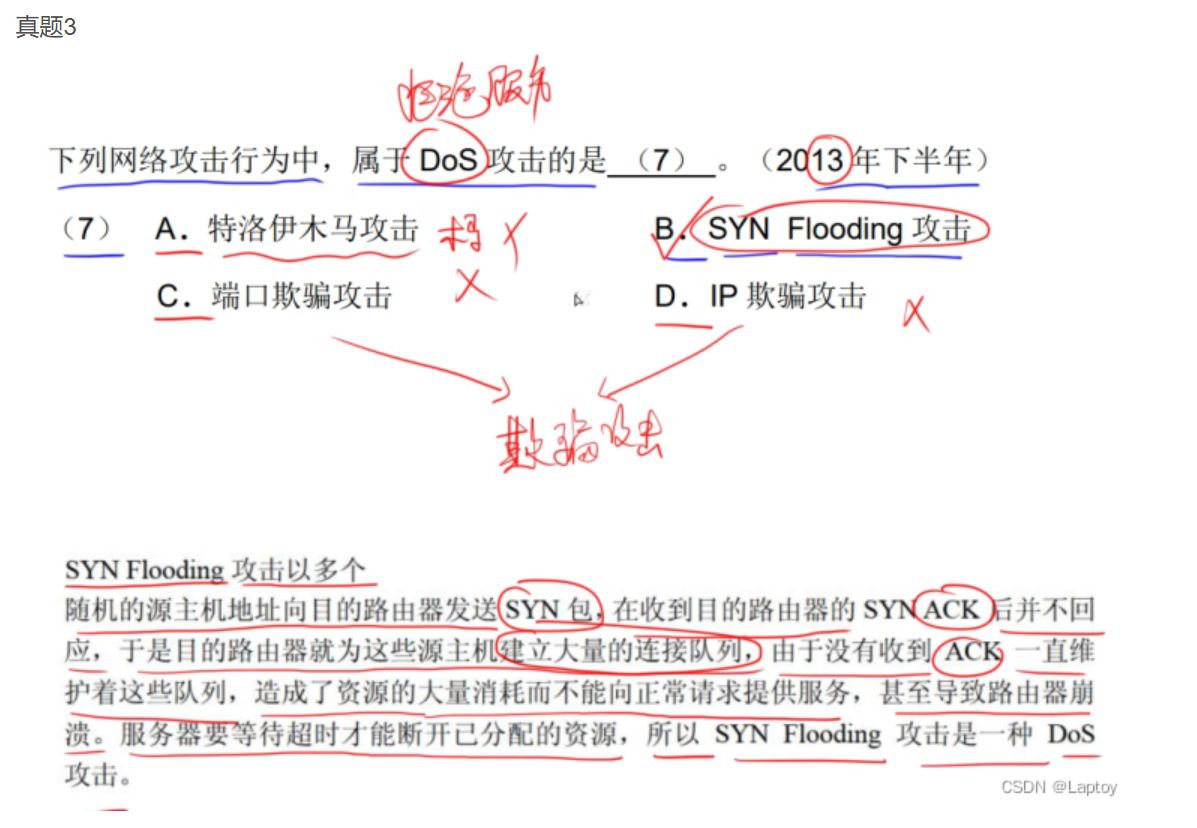 真题3
拒绝服务
下列网络攻击行为中，属于 DoS 攻击的是 （7） 。（2013 年下半年）
（7） A．特洛伊木马攻击 木马 X B．SYN Flooding 攻击
C．端口欺骗攻击 X D．IP 欺骗攻击 X
欺骗攻击
SYN Flooding 攻击以多个
随机的源主机地址向目的路由器发送 SYN 包，在收到目的路由器的 SYN ACK 后并不回
应，于是目的路由器就为这些源主机建立大量的连接队列，由于没有收到 ACK 一直维
护着这些队列，造成了资源的大量消耗而不能向正常请求提供服务，甚至导致路由器崩
溃。服务器要等待超时才能断开已分配的资源，所以 SYN Flooding 攻击是一种 DoS
攻击。
CSDN @Laptoy